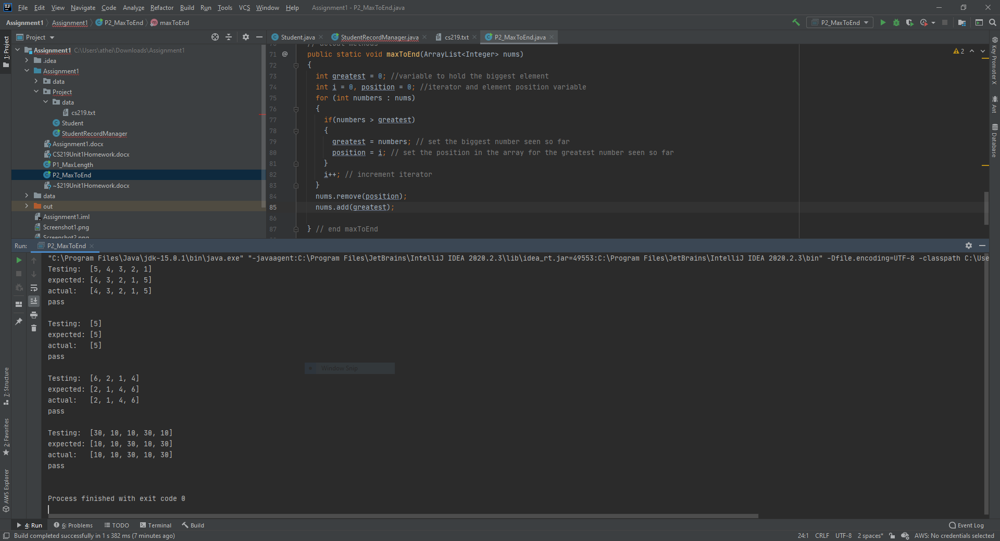 File Edit View Navigate Code Analyze Refactor Build Run Tools VCS Window Help Assignment1 - P2_MaxToEnd.java
Assignment1 Assignment1 P2_MaxToEnd maxToEnd P2_MaxToEnd
Project Student.java StudentRecordManager.java cs219.txt P2_MaxToEnd.java
1: Project
Assignment1 C:\Users\athei\Downloads\Assignment1
.idea
Assignment1
data
Project
data
cs219.txt
Student
StudentRecordManager
Assignment1.docx
CS219Unit1Homework.docx
P1_MaxLength
P2_MaxToEnd
~$219Unit1Homework.docx
data
out
Assignment1.iml
Screenshot1.png
Screenshot2.png
71 @ public static void maxToEnd(ArrayList<Integer> nums)
72 {
73 int greatest = 0; //variable to hold the biggest element
74 int i = 0, position = 0; //iterator and element position variable
75 for (int numbers : nums)
76 {
77 if(numbers > greatest)
78 {
79 greatest = numbers; // set the biggest number seen so far
80 position = i; // set the position in the array for the greatest number seen so far
81 }
82 i++; // increment iterator
83 }
84 nums.remove(position);
85 nums.add(greatest);
86
87 } // end maxToEnd
2
Key Promoter X
Ant
Database
Run: P2_MaxToEnd
"C:\Program Files\Java\jdk-15.0.1\bin\java.exe" "-javaagent:C:\Program Files\JetBrains\IntelliJ IDEA 2020.2.3\lib\idea_rt.jar=49553:C:\Program Files\JetBrains\IntelliJ IDEA 2020.2.3\bin" -Dfile.encoding=UTF-8 -classpath C:\Use
Testing: [5, 4, 3, 2, 1]
expected: [4, 3, 2, 1, 5]
actual: [4, 3, 2, 1, 5]
pass
Testing: [5]
expected: [5]
actual: [5]
pass
Window Snip
Testing: [6, 2, 1, 4]
expected: [2, 1, 4, 6]
actual: [2, 1, 4, 6]
pass
Testing: [30, 10, 10, 30, 10]
expected: [10, 10, 30, 10, 30]
actual: [10, 10, 30, 10, 30]
pass
Process finished with exit code 0
7: Structure
2: Favorites
AWS Explorer
4: Run 6: Problems TODO Terminal Build Event Log
Build completed successfully in 1 s 382 ms (7 minutes ago) 24:1 CRLF UTF-8 2 spaces* AWS: No credentials selected